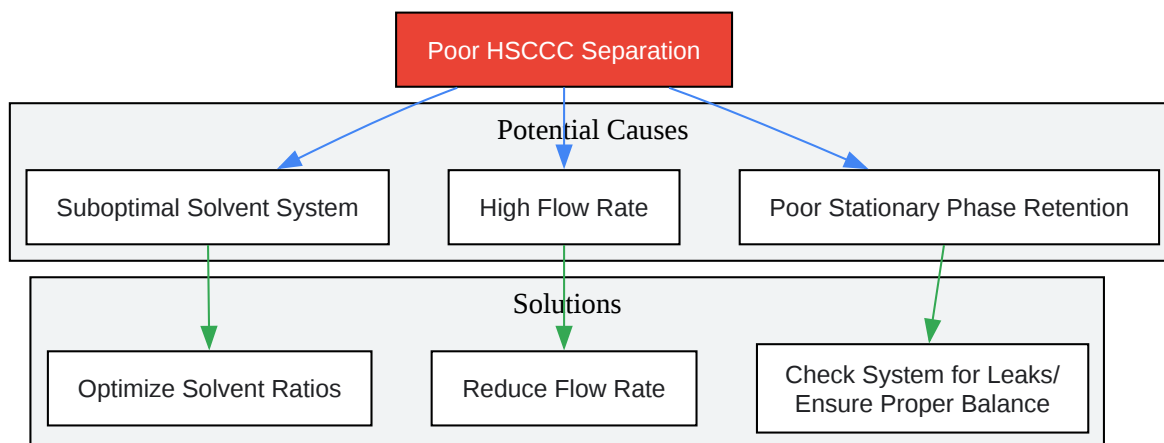 Poor HSCCC Separation
Potential Causes
Suboptimal Solvent System
High Flow Rate
Poor Stationary Phase Retention
Solutions
Optimize Solvent Ratios
Reduce Flow Rate
Check System for Leaks/
Ensure Proper Balance